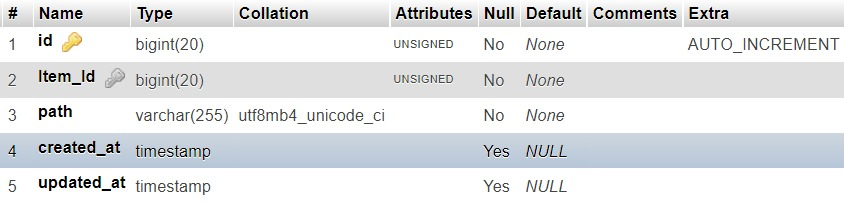 # Name Type Collation Attributes Null Default Comments Extra
1 id bigint(20) UNSIGNED No None AUTO_INCREMENT
2 Item_Id bigint(20) UNSIGNED No None
3 path varchar(255) utf8mb4_unicode_ci No None
4 created_at timestamp Yes NULL
5 updated_at timestamp Yes NULL